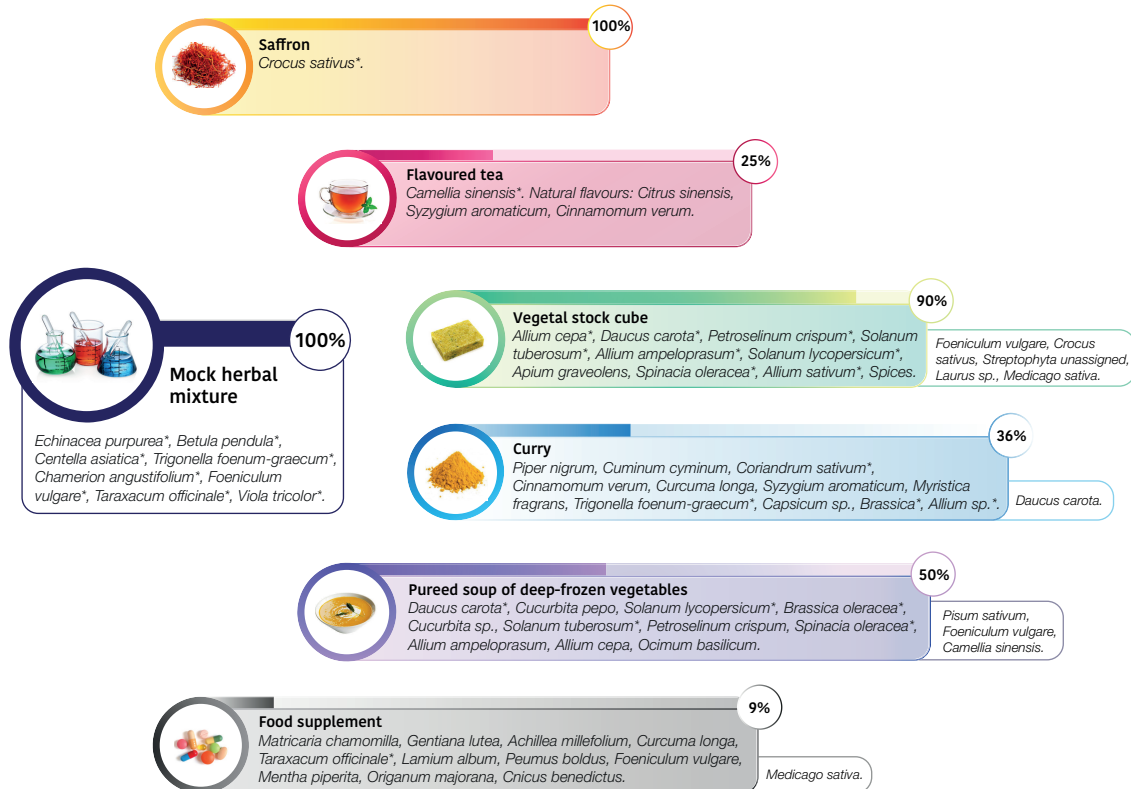 100%
Saffron
Crocus sativus*.
25%
Flavoured tea
Camellia sinensis*. Natural flavours: Citrus sinensis,
Syzygium aromaticum, Cinnamomum verum.
100%
Mock herbal
mixture
Echinacea purpurea*, Betula pendula*,
Centella asiatica*, Trigonella foenum-graecum*,
Chamerion angustifolium*, Foeniculum
vulgare*, Taraxacum officinale*, Viola tricolor*.
90%
Vegetal stock cube
Allium cepa*, Daucus carota*, Petroselinum crispum*, Solanum
tuberosum*, Allium ampeloprasum*, Solanum lycopersicum*,
Apium graveolens, Spinacia oleracea*, Allium sativum*, Spices.
Foeniculum vulgare, Crocus
sativus, Streptophyta unassigned,
Laurus sp., Medicago sativa.
36%
Curry
Piper nigrum, Cuminum cyminum, Coriandrum sativum*,
Cinnamomum verum, Curcuma longa, Syzygium aromaticum, Myristica
fragrans, Trigonella foenum-graecum*, Capsicum sp., Brassica*, Allium sp.*.
Daucus carota.
50%
Pureed soup of deep-frozen vegetables
Daucus carota*, Cucurbita pepo, Solanum lycopersicum*, Brassica oleracea*,
Cucurbita sp., Solanum tuberosum*, Petroselinum crispum, Spinacia oleracea*,
Allium ampeloprasum, Allium cepa, Ocimum basilicum.
Pisum sativum,
Foeniculum vulgare,
Camellia sinensis.
9%
Food supplement
Matricaria chamomilla, Gentiana lutea, Achillea millefolium, Curcuma longa,
Taraxacum officinale*, Lamium album, Peumus boldus, Foeniculum vulgare,
Mentha piperita, Origanum majorana, Cnicus benedictus.
Medicago sativa.